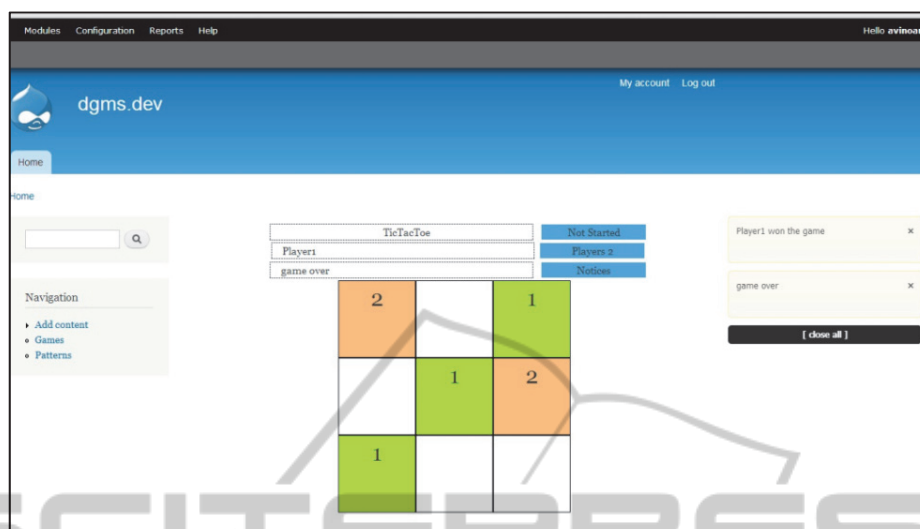 Modules Configuration Reports Help Hello avinoar
My account Log out
dgms.dev
Home
Home
Navigation
Add content
Games
Patterns
TicTacToe Not Started
Player1 Players 2
game over Notices
2 1
1 2
1
Player1 won the game ×
game over ×
[ close all ]
SCITEPRESS